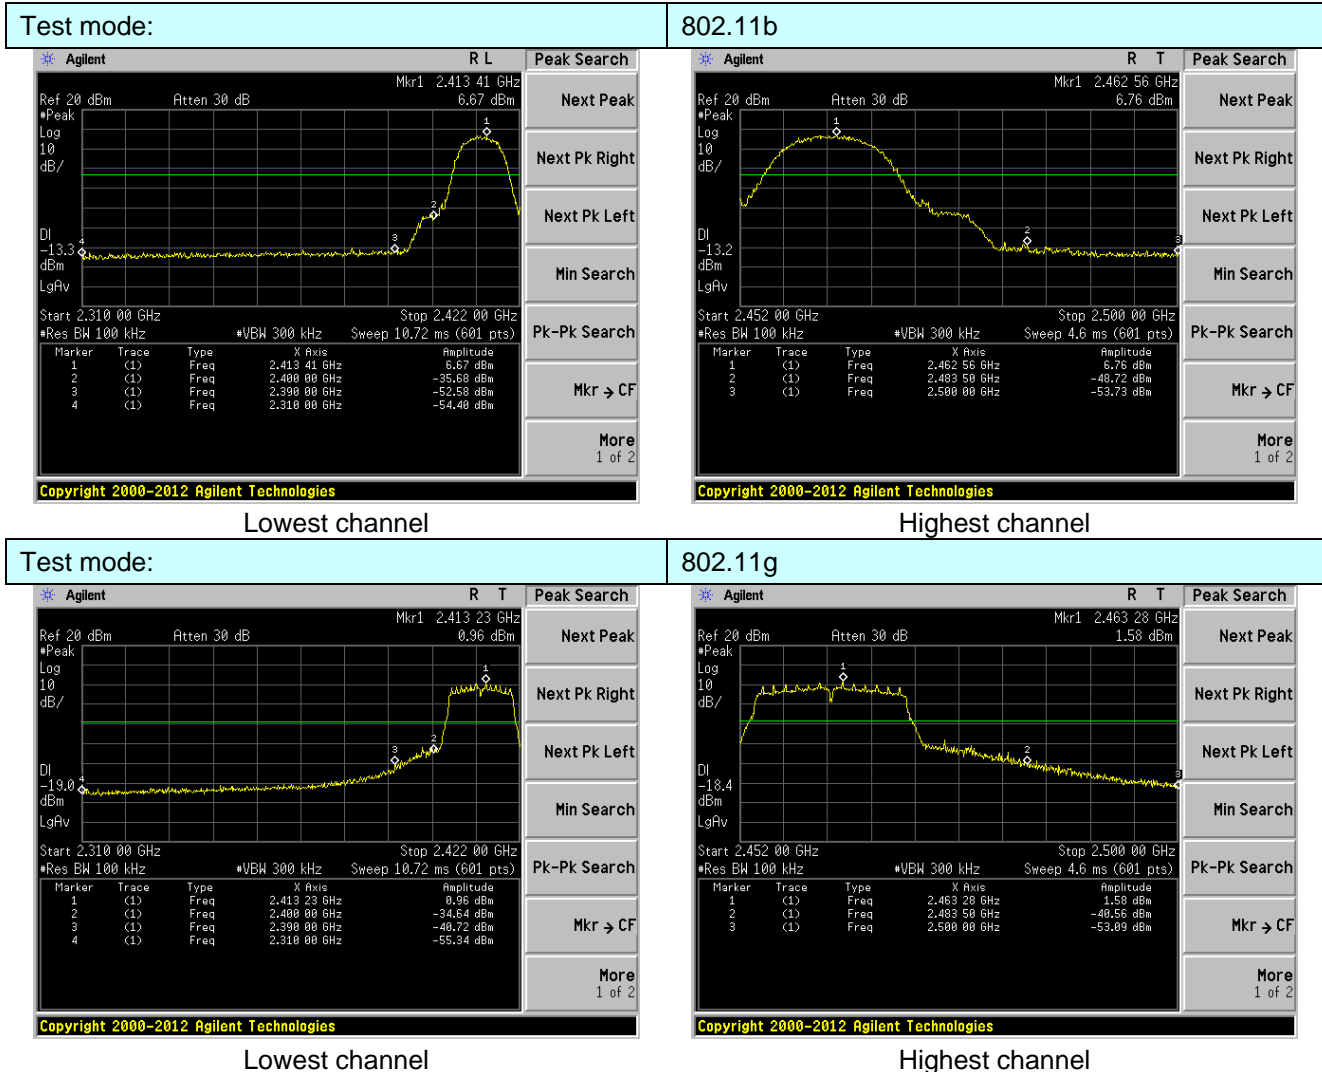 Test mode: 802.11b
Agilent R L Peak Search
Mkr1 2.413 41 GHz
Ref 20 dBm Atten 30 dB 6.67 dBm
#Peak
Log
10
dB/
1
2
3
4
DI
-13.3
dBm
LgAv
Start 2.310 00 GHz Stop 2.422 00 GHz
#Res BW 100 kHz #VBW 300 kHz Sweep 10.72 ms (601 pts)
Marker Trace Type X Axis Amplitude
1 (1) Freq 2.413 41 GHz 6.67 dBm
2 (1) Freq 2.400 00 GHz -35.68 dBm
3 (1) Freq 2.390 00 GHz -52.58 dBm
4 (1) Freq 2.310 00 GHz -54.40 dBm
Next Peak
Next Pk Right
Next Pk Left
Min Search
Pk-Pk Search
Mkr → CF
More
1 of 2
Copyright 2000-2012 Agilent Technologies
Lowest channel
Agilent R T Peak Search
Mkr1 2.462 56 GHz
Ref 20 dBm Atten 30 dB 6.76 dBm
#Peak
Log
10
dB/
1
2
3
DI
-13.2
dBm
LgAv
Start 2.452 00 GHz Stop 2.500 00 GHz
#Res BW 100 kHz #VBW 300 kHz Sweep 4.6 ms (601 pts)
Marker Trace Type X Axis Amplitude
1 (1) Freq 2.462 56 GHz 6.76 dBm
2 (1) Freq 2.483 50 GHz -48.72 dBm
3 (1) Freq 2.500 00 GHz -53.73 dBm
Next Peak
Next Pk Right
Next Pk Left
Min Search
Pk-Pk Search
Mkr → CF
More
1 of 2
Copyright 2000-2012 Agilent Technologies
Highest channel
Test mode: 802.11g
Agilent R T Peak Search
Mkr1 2.413 23 GHz
Ref 20 dBm Atten 30 dB 0.96 dBm
#Peak
Log
10
dB/
1
2
3
4
DI
-19.0
dBm
LgAv
Start 2.310 00 GHz Stop 2.422 00 GHz
#Res BW 100 kHz #VBW 300 kHz Sweep 10.72 ms (601 pts)
Marker Trace Type X Axis Amplitude
1 (1) Freq 2.413 23 GHz 0.96 dBm
2 (1) Freq 2.400 00 GHz -34.64 dBm
3 (1) Freq 2.390 00 GHz -40.72 dBm
4 (1) Freq 2.310 00 GHz -55.34 dBm
Next Peak
Next Pk Right
Next Pk Left
Min Search
Pk-Pk Search
Mkr → CF
More
1 of 2
Copyright 2000-2012 Agilent Technologies
Lowest channel
Agilent R T Peak Search
Mkr1 2.463 28 GHz
Ref 20 dBm Atten 30 dB 1.58 dBm
#Peak
Log
10
dB/
1
2
3
DI
-18.4
dBm
LgAv
Start 2.452 00 GHz Stop 2.500 00 GHz
#Res BW 100 kHz #VBW 300 kHz Sweep 4.6 ms (601 pts)
Marker Trace Type X Axis Amplitude
1 (1) Freq 2.463 28 GHz 1.58 dBm
2 (1) Freq 2.483 50 GHz -40.56 dBm
3 (1) Freq 2.500 00 GHz -53.09 dBm
Next Peak
Next Pk Right
Next Pk Left
Min Search
Pk-Pk Search
Mkr → CF
More
1 of 2
Copyright 2000-2012 Agilent Technologies
Highest channel